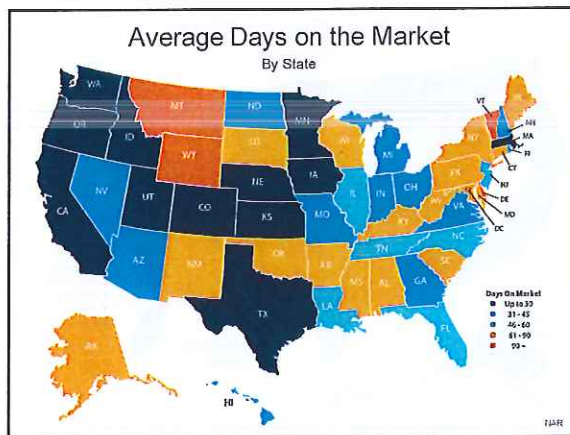 Average Days on the Market
By State
WA
MT
ND
MN
VT
ME
OR
ID
SD
WI
NY
NH
MA
WY
MI
RI
CT
NE
IA
PA
NJ
NV
UT
IL
IN
OH
DE
CA
CO
KS
MO
WV
VA
MD
KY
DC
AZ
NM
OK
AR
TN
NC
SC
MS
AL
GA
TX
LA
FL
AK
HI
Days On Market
Up to 30
31 - 45
46 - 60
61 - 90
90 +
NAR